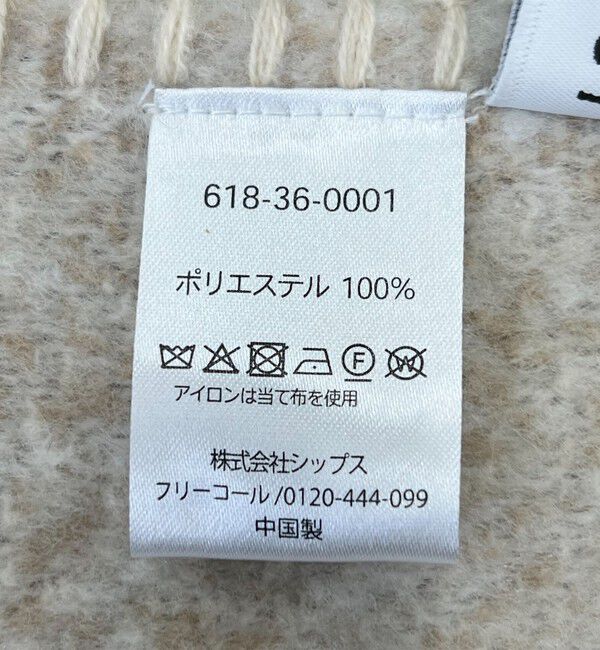 618-36-0001
ポリエステル 100%
F W
アイロンは当て布を使用
株式会社シップス
フリーコール /0120-444-099
中国製